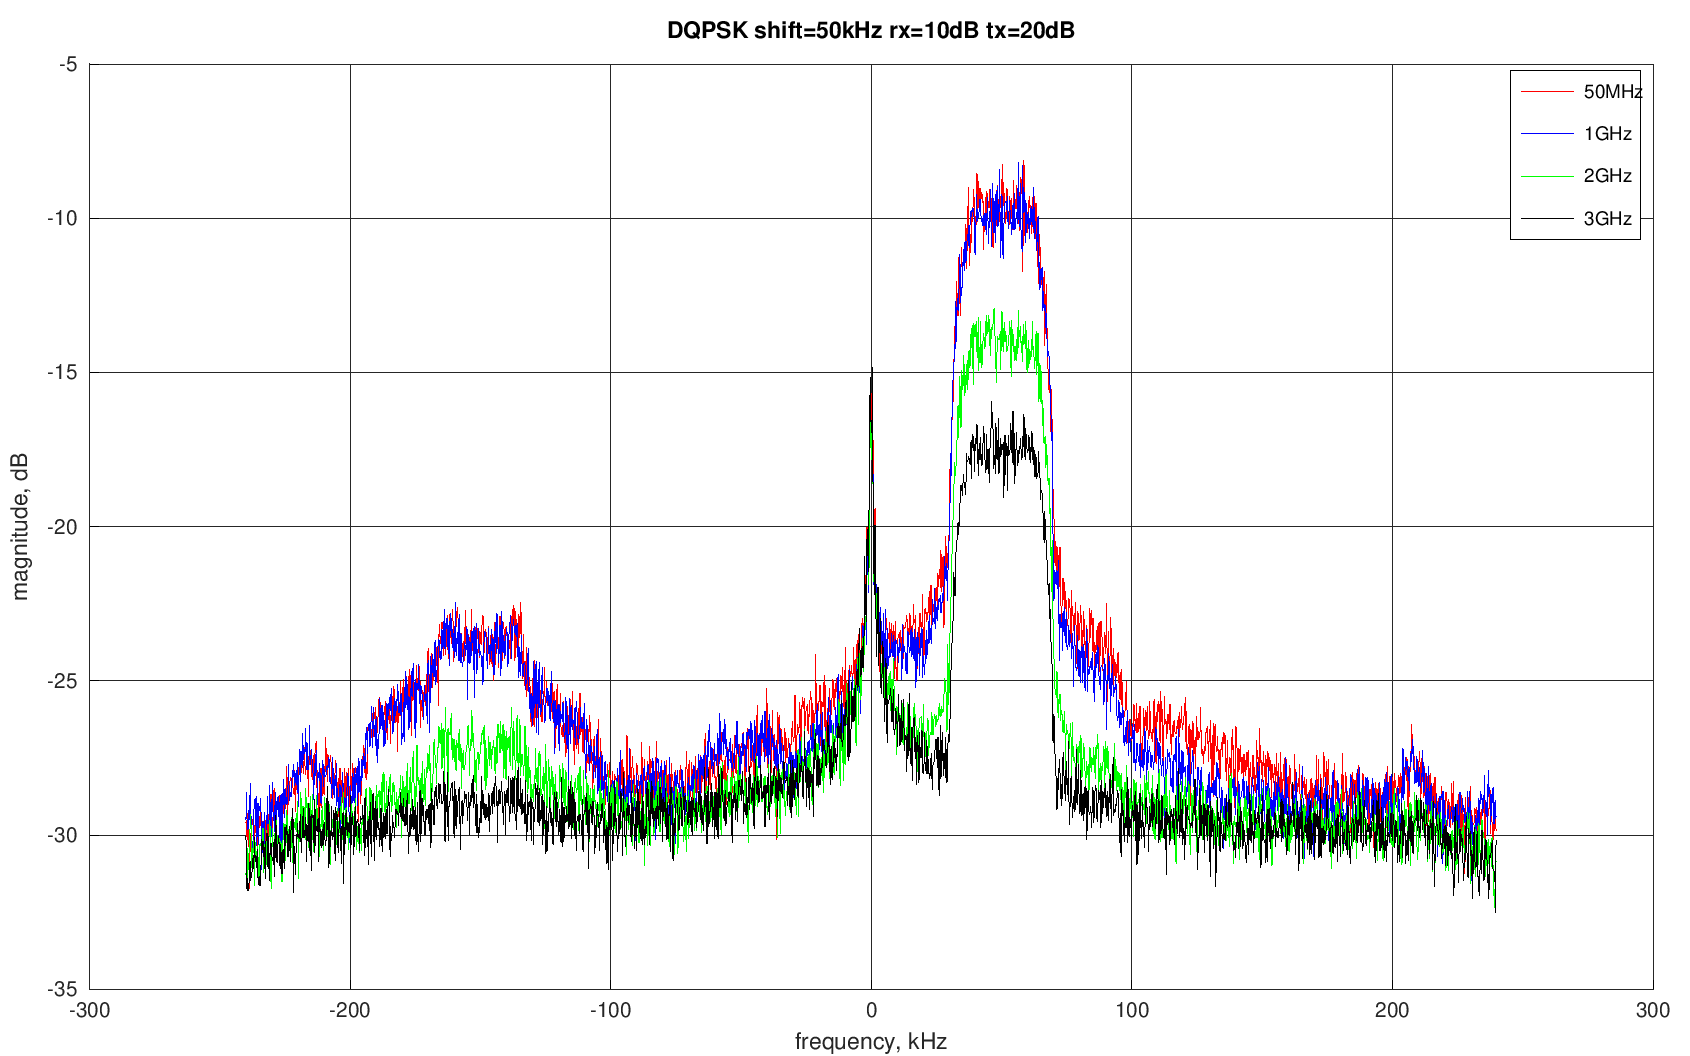 DQPSK shift=50kHz rx=10dB tx=20dB
-5
-10
-15
-20
-25
-30
-35
magnitude, dB
50MHz
1GHz
2GHz
3GHz
-300
-200
-100
0
100
200
300
frequency, kHz